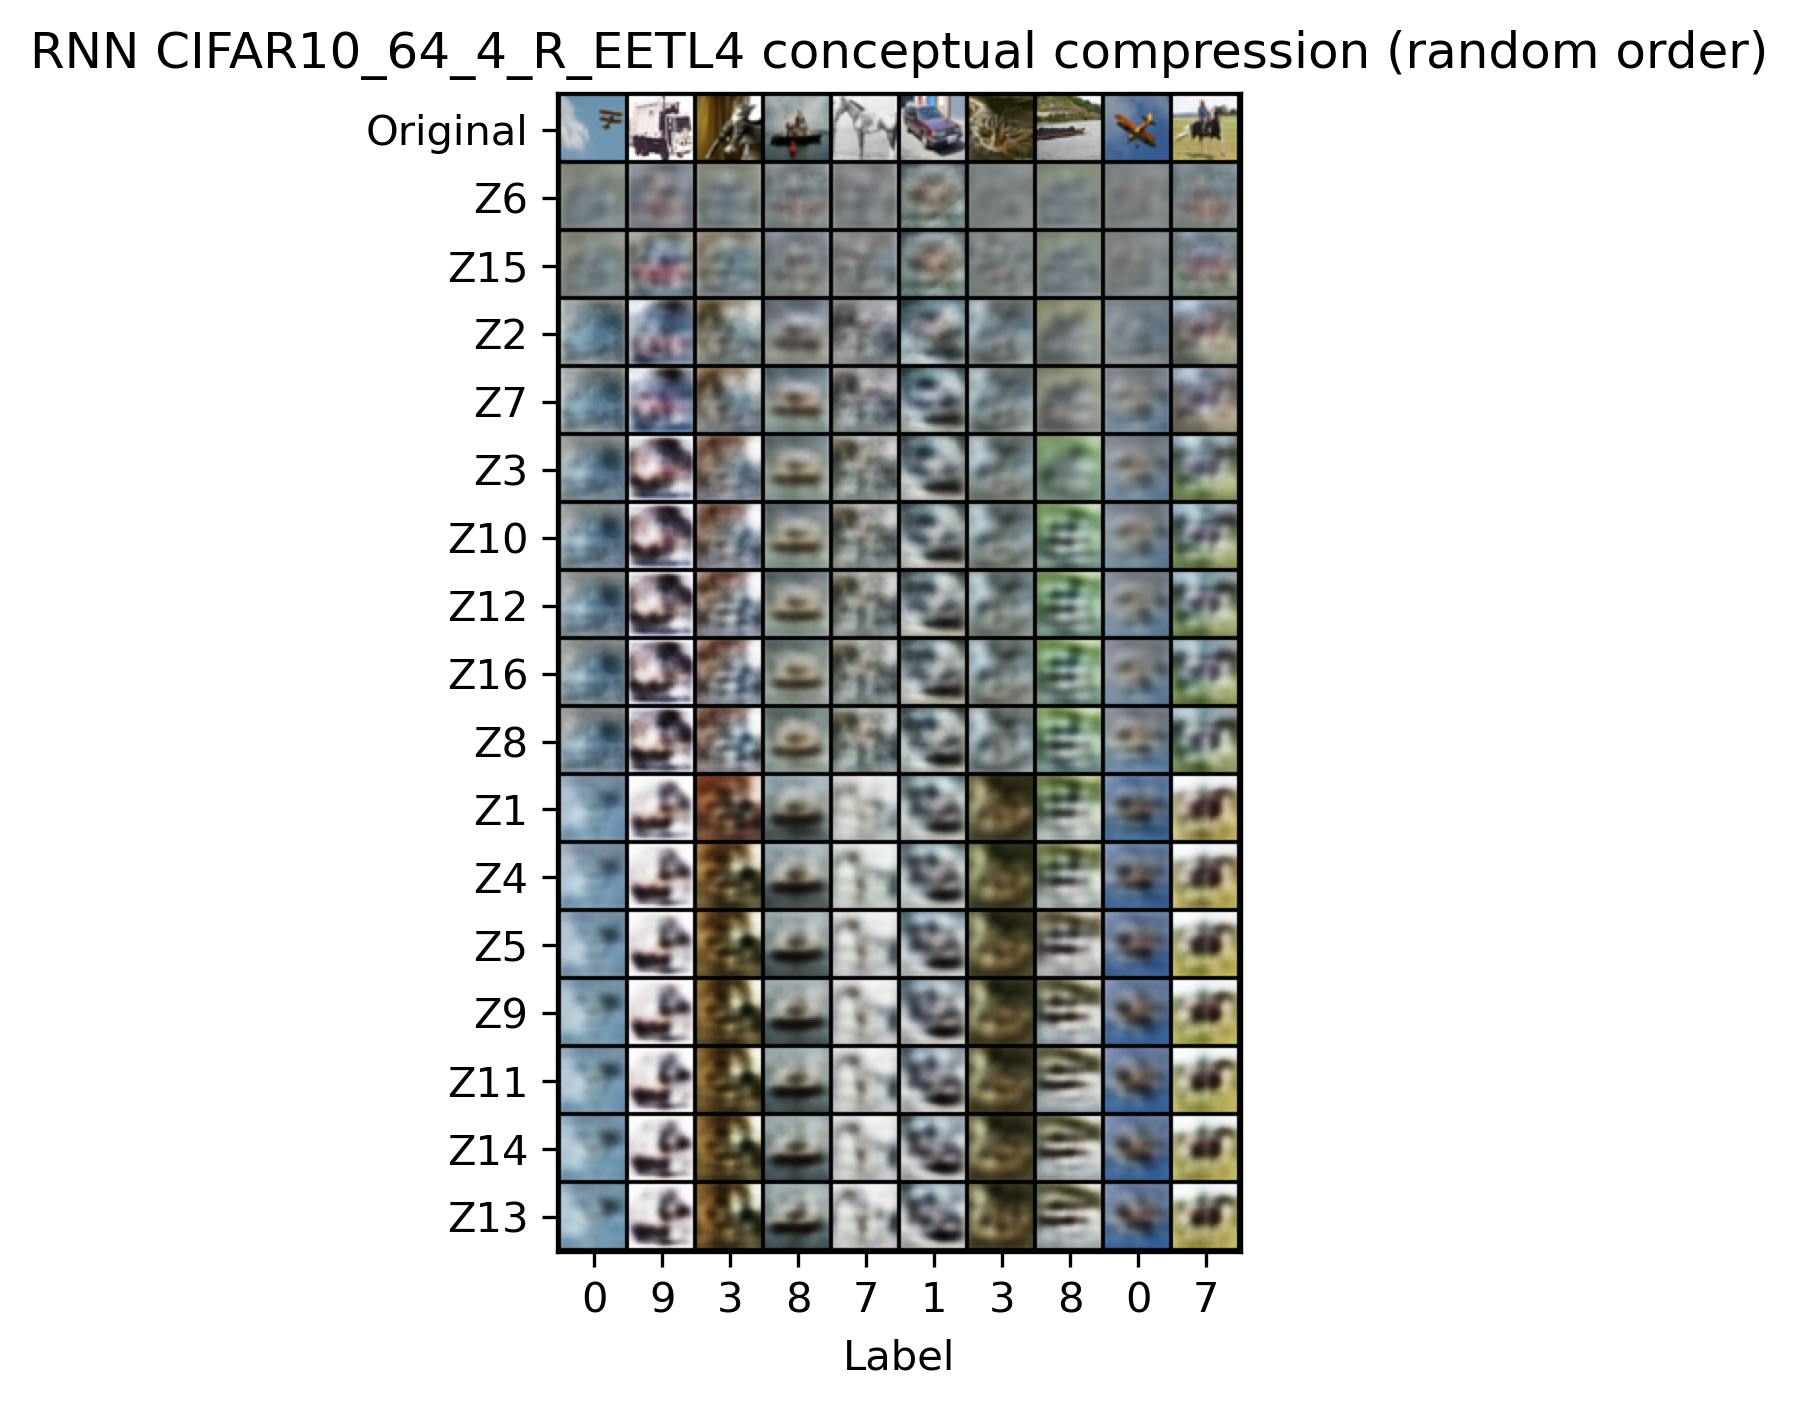 RNN CIFAR10_64_4_R_EETL4 conceptual compression (random order)
Original
Z6
Z15
Z2
Z7
Z3
Z10
Z12
Z16
Z8
Z1
Z4
Z5
Z9
Z11
Z14
Z13
0 9 3 8 7 1 3 8 0 7
Label